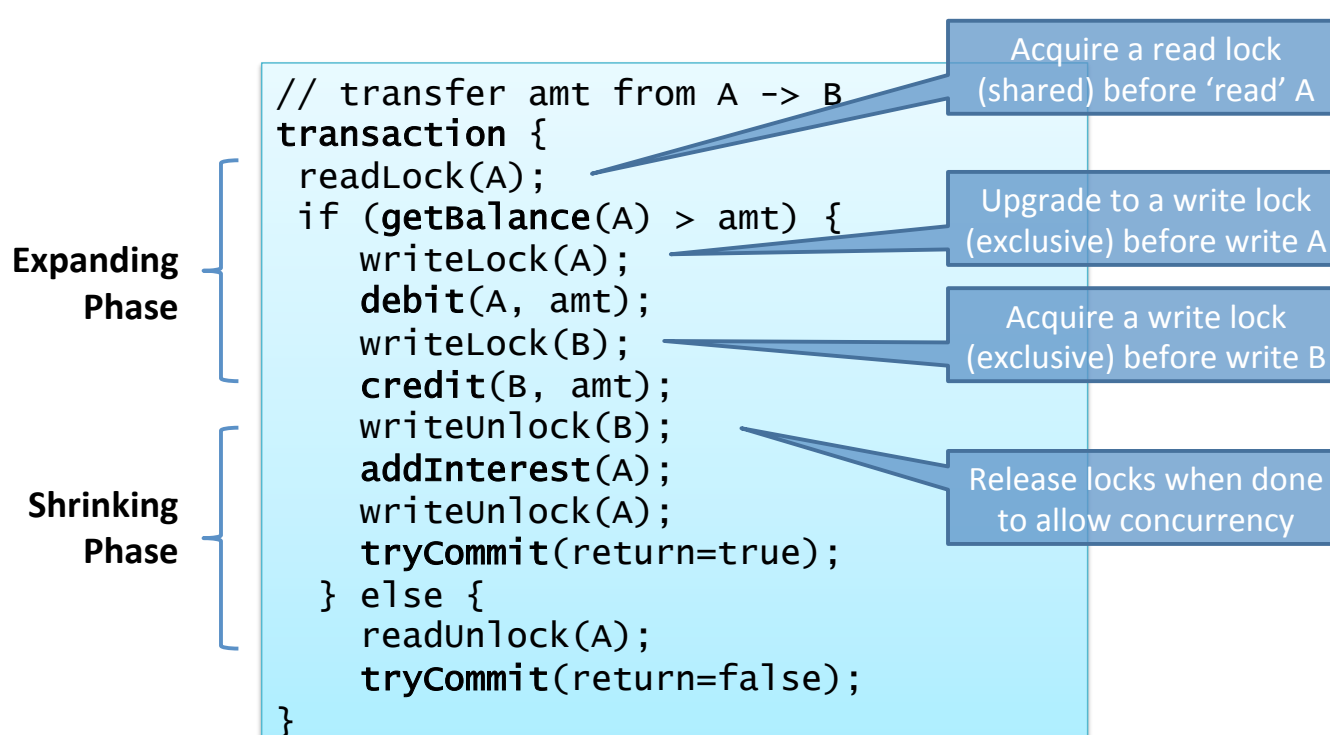 // transfer amt from A -> B
transaction {
readLock(A);
if (getBalance(A) > amt) {
writeLock(A);
debit(A, amt);
writeLock(B);
credit(B, amt);
writeUnlock(B);
addInterest(A);
writeUnlock(A);
tryCommit(return=true);
} else {
readUnlock(A);
tryCommit(return=false);
}
Expanding
Phase
Shrinking
Phase
Acquire a read lock
(shared) before ‘read’ A
Upgrade to a write lock
(exclusive) before write A
Acquire a write lock
(exclusive) before write B
Release locks when done
to allow concurrency